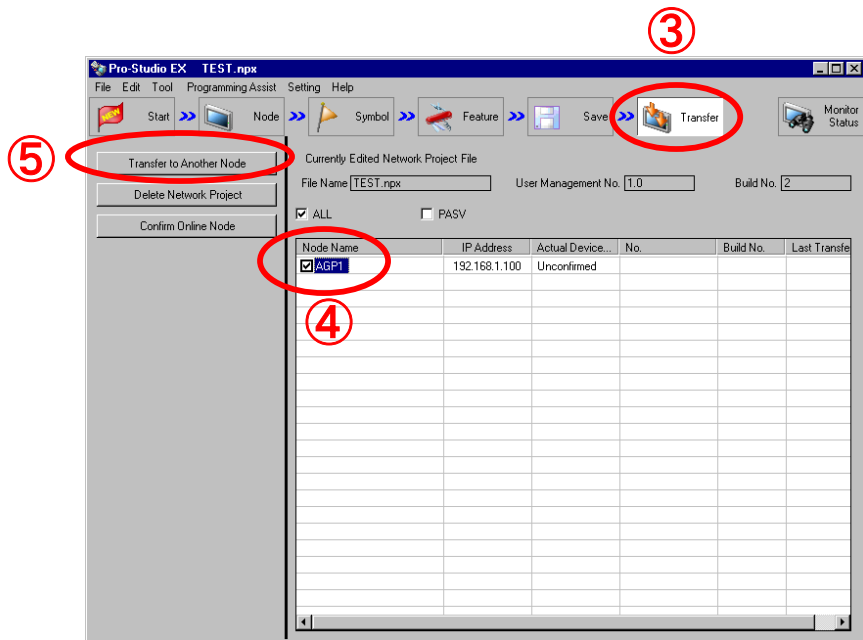 ③
Pro-Studio EX TEST.npx
File Edit Tool Programming Assist Setting Help
Start Node Symbol Feature Save Transfer Monitor Status
⑤
Transfer to Another Node
Delete Network Project
Confirm Online Node
Currently Edited Network Project File
File Name TEST.npx User Management No. 1.0 Build No. 2
ALL PASV
Node Name IP Address Actual Device... No. Build No. Last Transfe
AGP1 192.168.1.100 Unconfirmed
④